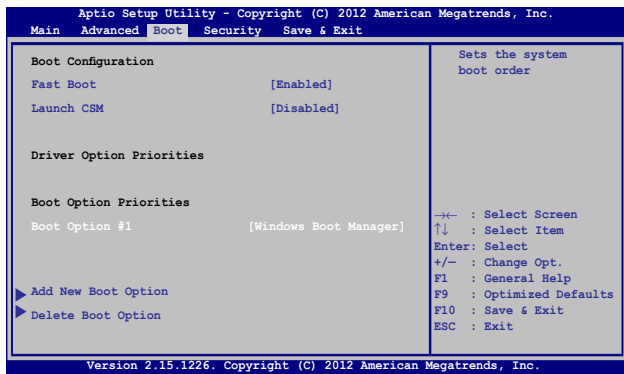 Aptio Setup Utility - Copyright (C) 2012 American Megatrends, Inc.
Main Advanced Boot Security Save & Exit
Boot Configuration
Fast Boot [Enabled]
Launch CSM [Disabled]
Driver Option Priorities
Boot Option Priorities
Boot Option #1 [Windows Boot Manager]
Add New Boot Option
Delete Boot Option
Sets the system
boot order
→← : Select Screen
↑↓ : Select Item
Enter: Select
+/— : Change Opt.
F1 : General Help
F9 : Optimized Defaults
F10 : Save & Exit
ESC : Exit
Version 2.15.1226. Copyright (C) 2012 American Megatrends, Inc.